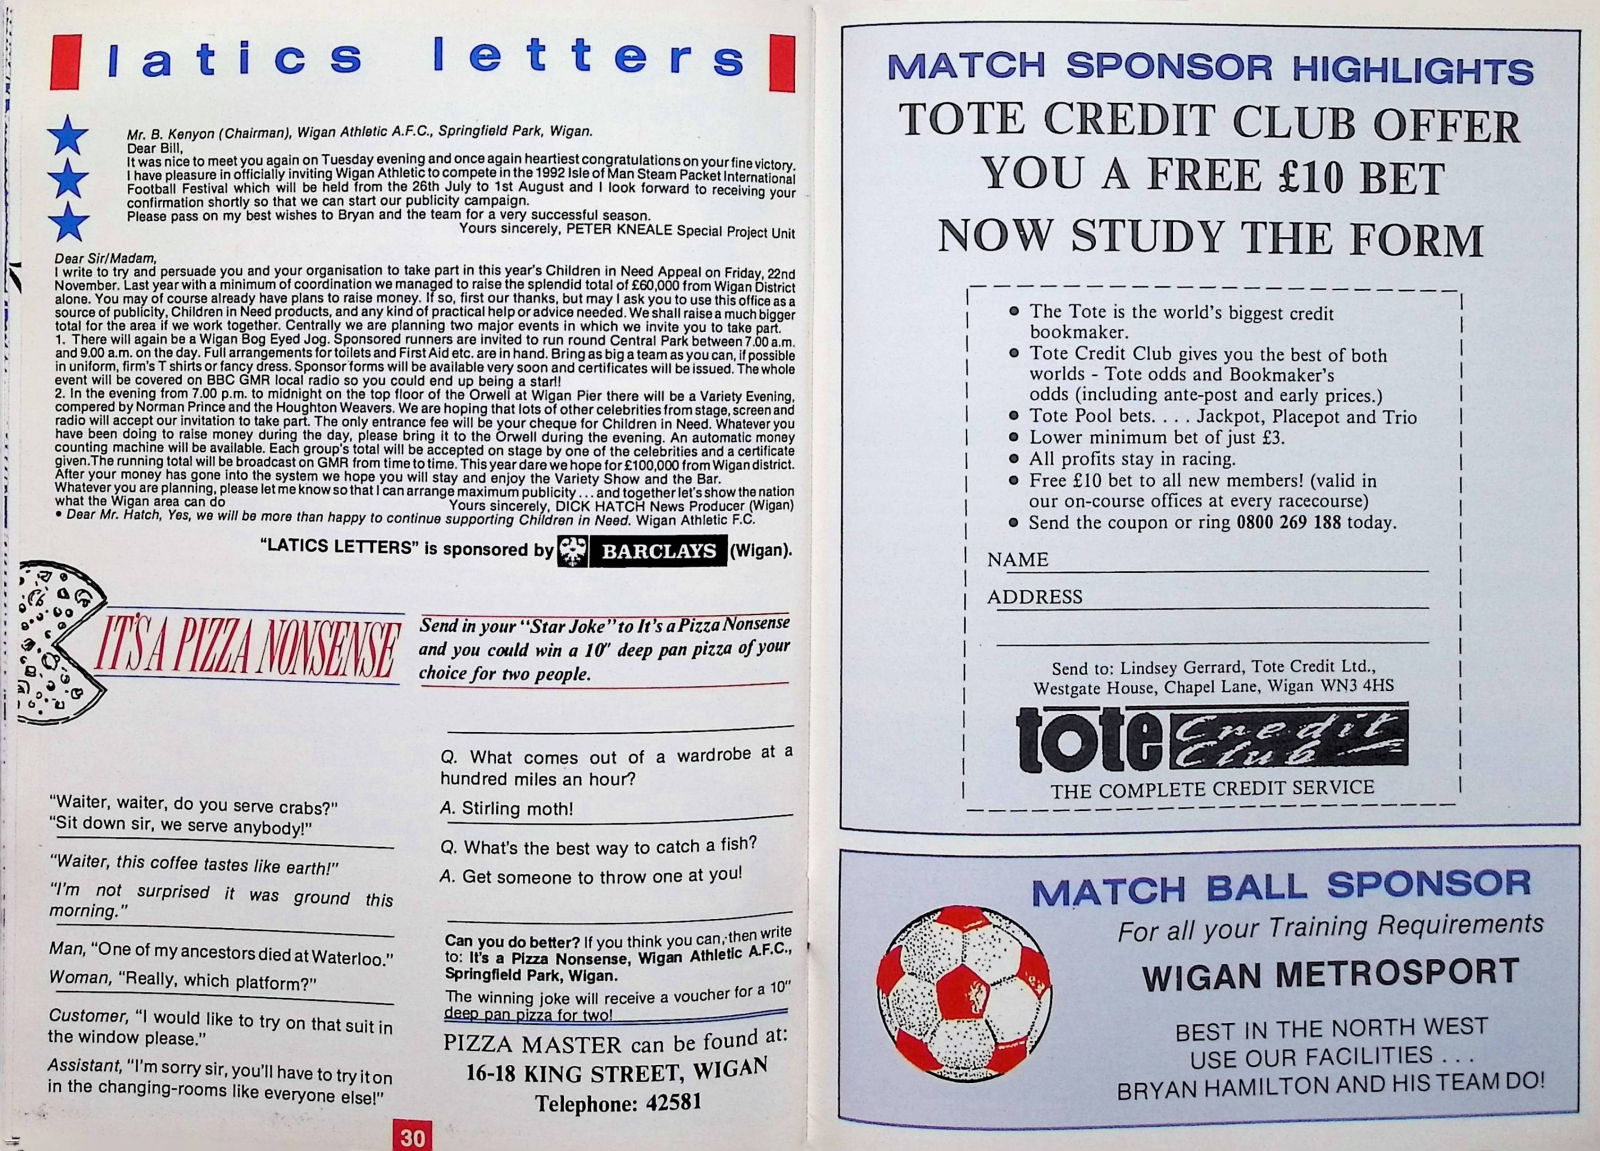 latics letters
Mr. B. Kenyon (Chairman), Wigan Athletic A.F.C., Springfield Park, Wigan.
Dear Bill,
It was nice to meet you again on Tuesday evening and once again heartiest congratulations on your fine victory.
I have pleasure in officially inviting Wigan Athletic to compete in the 1992 Isle of Man Steam Packet International
Football Festival which will be held from the 26th July to 1st August and I look forward to receiving your
confirmation shortly so that we can start our publicity campaign.
Please pass on my best wishes to Bryan and the team for a very successful season.
Yours sincerely, PETER KNEALE Special Project Unit
Dear Sir/Madam,
I write to try and persuade you and your organisation to take part in this year's Children in Need Appeal on Friday, 22nd
November. Last year with a minimum of coordination we managed to raise the splendid total of £60,000 from Wigan District
alone. You may of course already have plans to raise money. If so, first our thanks, but may I ask you to use this office as a
source of publicity, Children in Need products, and any kind of practical help or advice needed. We shall raise a much bigger
total for the area if we work together. Centrally we are planning two major events in which we invite you to take part.
1. There will again be a Wigan Bog Eyed Jog. Sponsored runners are invited to run round Central Park between 7.00 a.m.
and 9.00 a.m. on the day. Full arrangements for toilets and First Aid etc. are in hand. Bring as big a team as you can, if possible
in uniform, firm's T shirts or fancy dress. Sponsor forms will be available very soon and certificates will be issued. The whole
event will be covered on BBC GMR local radio so you could end up being a star!!
2. In the evening from 7.00 p.m. to midnight on the top floor of the Orwell at Wigan Pier there will be a Variety Evening,
compered by Norman Prince and the Houghton Weavers. We are hoping that lots of other celebrities from stage, screen and
radio will accept our invitation to take part. The only entrance fee will be your cheque for Children in Need. Whatever you
have been doing to raise money during the day, please bring it to the Orwell during the evening. An automatic money
counting machine will be available. Each group's total will be accepted on stage by one of the celebrities and a certificate
given.The running total will be broadcast on GMR from time to time. This year dare we hope for £100,000 from Wigan district.
After your money has gone into the system we hope you will stay and enjoy the Variety Show and the Bar.
Whatever you are planning, please let me know so that I can arrange maximum publicity ... and together let's show the nation
what the Wigan area can do Yours sincerely, DICK HATCH News Producer (Wigan)
• Dear Mr. Hatch, Yes, we will be more than happy to continue supporting Children in Need. Wigan Athletic F.C.
"LATICS LETTERS" is sponsored by BARCLAYS (Wigan).
IT'S A PIZZA NONSENSE
Send in your "Star Joke" to It's a Pizza Nonsense
and you could win a 10" deep pan pizza of your
choice for two people.
"Waiter, waiter, do you serve crabs?"
"Sit down sir, we serve anybody!"
"Waiter, this coffee tastes like earth!"
"I'm not surprised it was ground this
morning."
Man, "One of my ancestors died at Waterloo."
Woman, "Really, which platform?"
Customer, "I would like to try on that suit in
the window please."
Assistant, "I'm sorry sir, you'll have to try it on
in the changing-rooms like everyone else!"
Q. What comes out of a wardrobe at a
hundred miles an hour?
A. Stirling moth!
Q. What's the best way to catch a fish?
A. Get someone to throw one at you!
Can you do better? If you think you can, then write
to: It's a Pizza Nonsense, Wigan Athletic A.F.C.,
Springfield Park, Wigan.
The winning joke will receive a voucher for a 10"
deep pan pizza for two!
PIZZA MASTER can be found at:
16-18 KING STREET, WIGAN
Telephone: 42581
30
MATCH SPONSOR HIGHLIGHTS
TOTE CREDIT CLUB OFFER
YOU A FREE £10 BET
NOW STUDY THE FORM
• The Tote is the world's biggest credit
bookmaker.
• Tote Credit Club gives you the best of both
worlds - Tote odds and Bookmaker's
odds (including ante-post and early prices.)
• Tote Pool bets. . . . Jackpot, Placepot and Trio
• Lower minimum bet of just £3.
• All profits stay in racing.
• Free £10 bet to all new members! (valid in
our on-course offices at every racecourse)
• Send the coupon or ring 0800 269 188 today.
NAME
ADDRESS
Send to: Lindsey Gerrard, Tote Credit Ltd.,
Westgate House, Chapel Lane, Wigan WN3 4HS
tote Credit
Club
THE COMPLETE CREDIT SERVICE
MATCH BALL SPONSOR
For all your Training Requirements
WIGAN METROSPORT
BEST IN THE NORTH WEST
USE OUR FACILITIES . . .
BRYAN HAMILTON AND HIS TEAM DO!